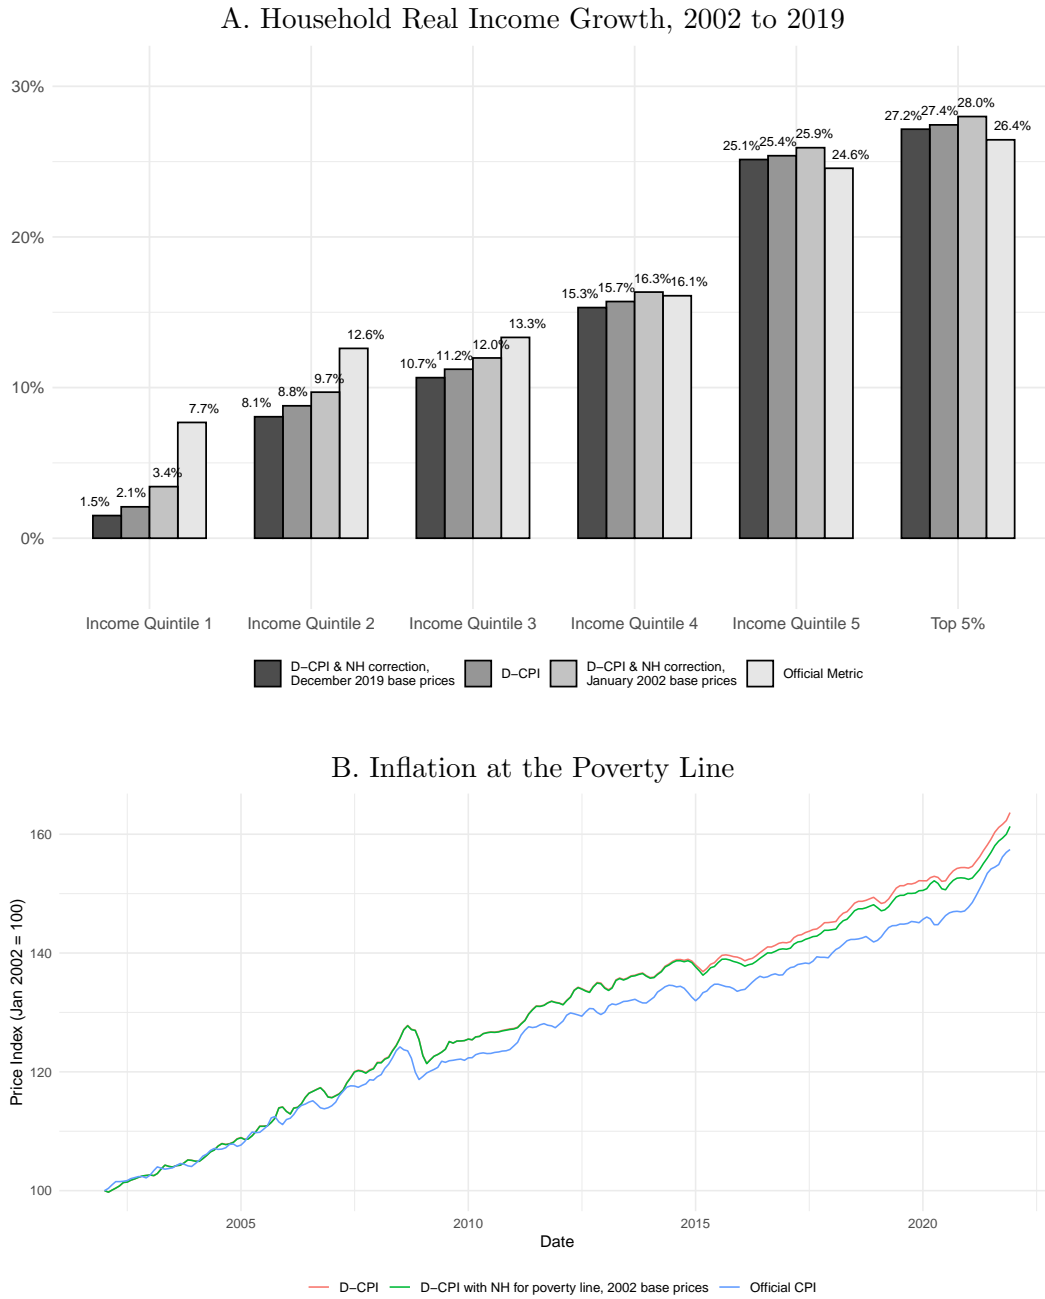 A. Household Real Income Growth, 2002 to 2019
30%
20%
10%
0%
1.5%
2.1%
3.4%
7.7%
8.1%
8.8%
9.7%
12.6%
10.7%
11.2%
12.0%
13.3%
15.3%
15.7%
16.3%
16.1%
25.1%
25.4%
25.9%
24.6%
27.2%
27.4%
28.0%
26.4%
Income Quintile 1
Income Quintile 2
Income Quintile 3
Income Quintile 4
Income Quintile 5
Top 5%
D−CPI & NH correction,
December 2019 base prices
D−CPI
D−CPI & NH correction,
January 2002 base prices
Official Metric
B. Inflation at the Poverty Line
Price Index (Jan 2002 = 100)
160
140
120
100
2005
2010
2015
2020
Date
D−CPI
D−CPI with NH for poverty line, 2002 base prices
Official CPI